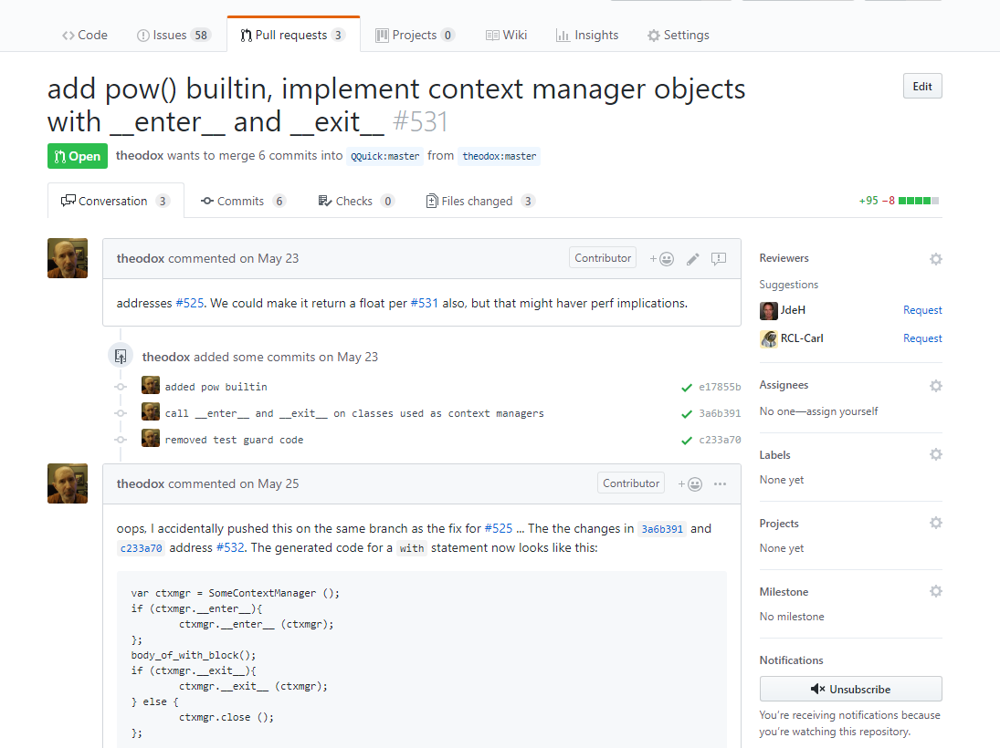 Code Issues 58 Pull requests 3 Projects 0 Wiki Insights Settings
add pow() builtin, implement context manager objects
with __enter__ and __exit__ #531
Edit
Open theodox wants to merge 6 commits into QQuick:master from theodox:master
Conversation 3 Commits 6 Checks 0 Files changed 3 +95 −8
theodox commented on May 23 Contributor
addresses #525. We could make it return a float per #531 also, but that might haver perf implications.
theodox added some commits on May 23
added pow builtin e17855b
call __enter__ and __exit__ on classes used as context managers 3a6b391
removed test guard code c233a70
theodox commented on May 25 Contributor
oops, I accidentally pushed this on the same branch as the fix for #525 ... The the changes in 3a6b391 and
c233a70 address #532. The generated code for a with statement now looks like this:
var ctxmgr = SomeContextManager ();
if (ctxmgr.__enter__){
ctxmgr.__enter__ (ctxmgr);
};
body_of_with_block();
if (ctxmgr.__exit__){
ctxmgr.__exit__ (ctxmgr);
} else {
ctxmgr.close ();
};
Reviewers
Suggestions
JdeH Request
RCL-Carl Request
Assignees
No one—assign yourself
Labels
None yet
Projects
None yet
Milestone
No milestone
Notifications
Unsubscribe
You're receiving notifications because
you're watching this repository.